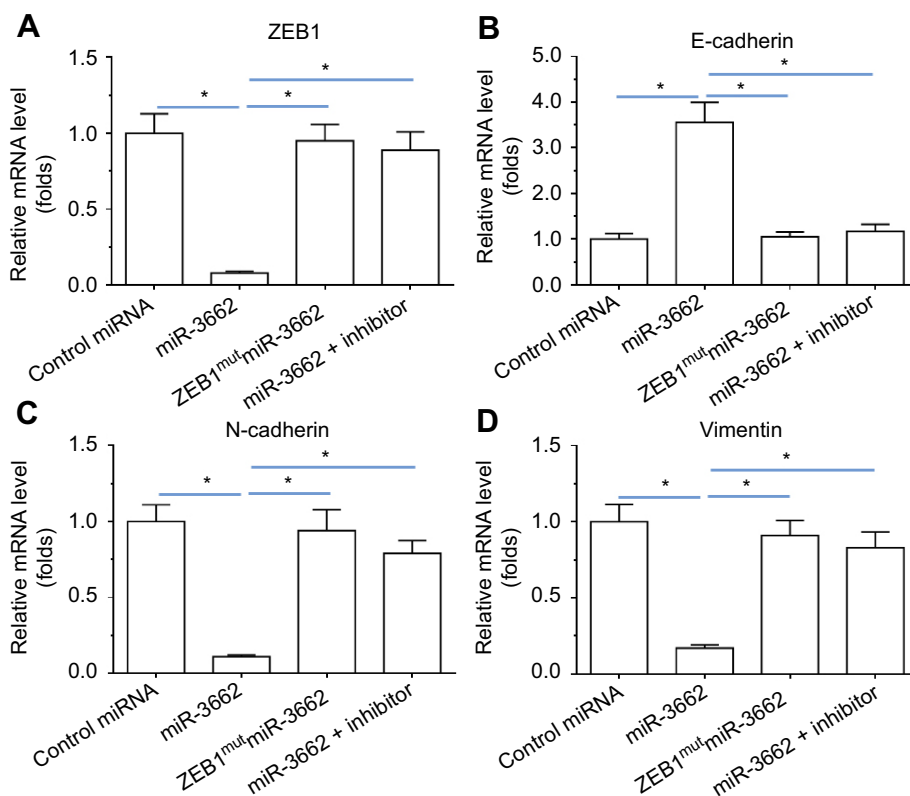 A
ZEB1
Relative mRNA level
(folds)
1.5
1.0
0.5
0.0
*
*
*
Control miRNA
miR-3662
ZEB1mutmiR-3662
miR-3662 + inhibitor
B
E-cadherin
Relative mRNA level
(folds)
5.0
4.0
3.0
2.0
1.0
0.0
*
*
*
Control miRNA
miR-3662
ZEB1mutmiR-3662
miR-3662 + inhibitor
C
N-cadherin
Relative mRNA level
(folds)
1.5
1.0
0.5
0.0
*
*
*
Control miRNA
miR-3662
ZEB1mutmiR-3662
miR-3662 + inhibitor
D
Vimentin
Relative mRNA level
(folds)
1.5
1.0
0.5
0.0
*
*
*
Control miRNA
miR-3662
ZEB1mutmiR-3662
miR-3662 + inhibitor